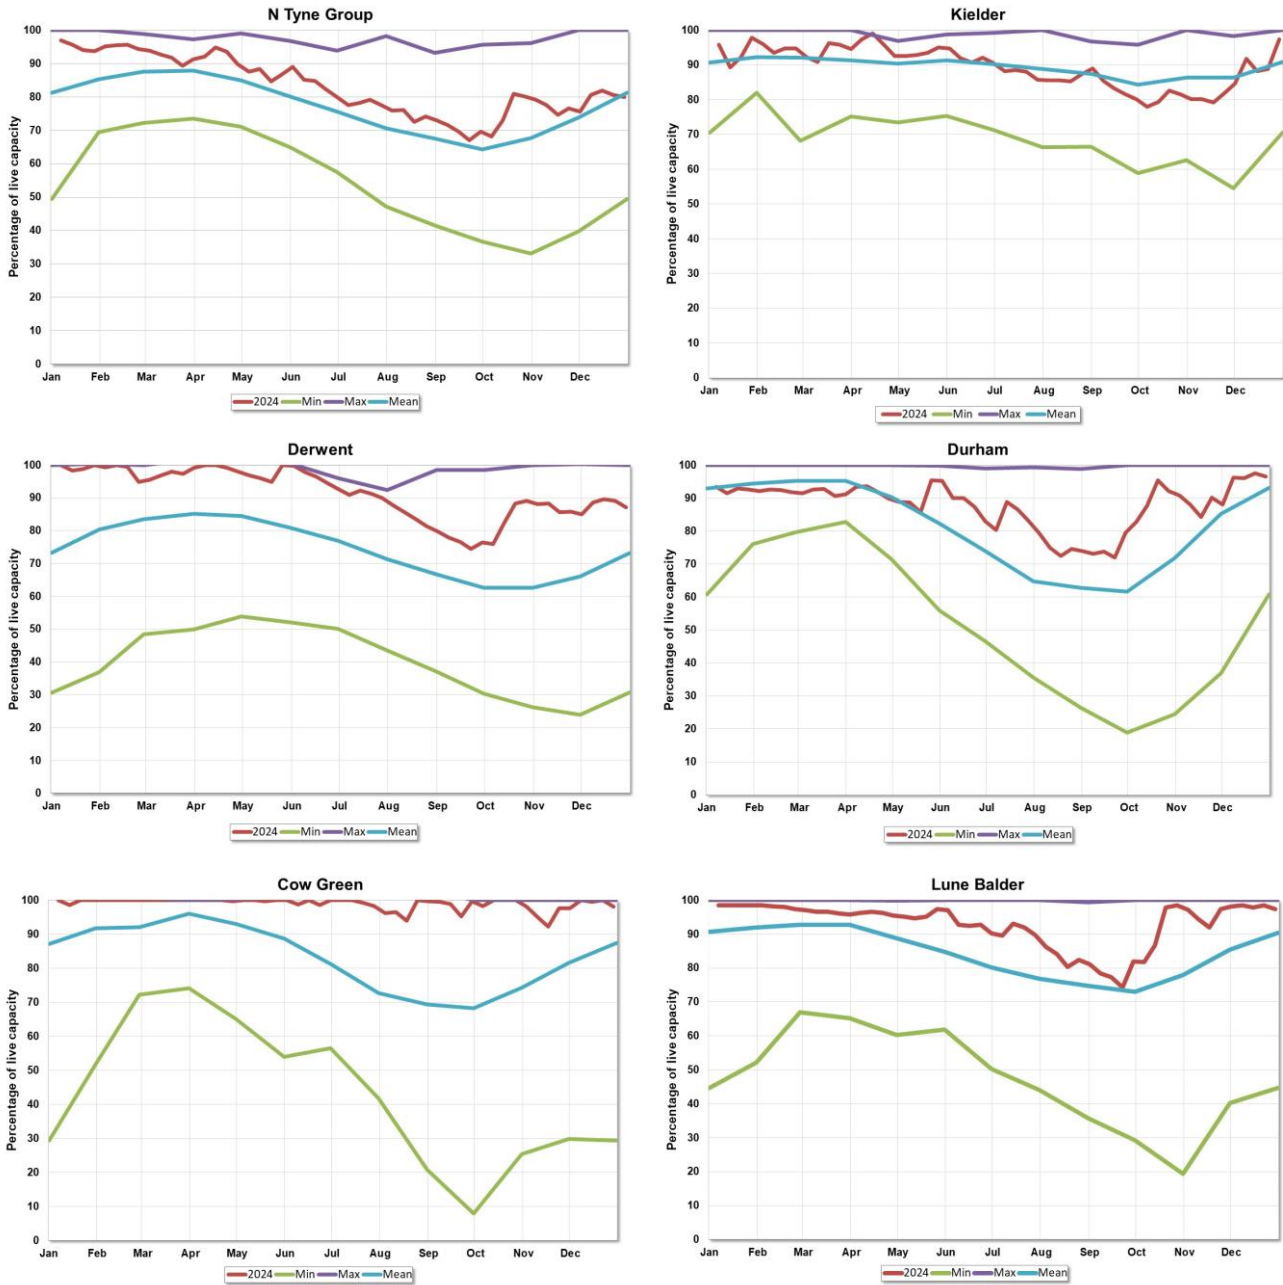 N Tyne Group
Percentage of live capacity
100
90
80
70
60
50
40
30
20
10
0
Jan Feb Mar Apr May Jun Jul Aug Sep Oct Nov Dec
2024 Min Max Mean
Kielder
Percentage of live capacity
100
90
80
70
60
50
40
30
20
10
0
Jan Feb Mar Apr May Jun Jul Aug Sep Oct Nov Dec
2024 Min Max Mean
Derwent
Percentage of live capacity
100
90
80
70
60
50
40
30
20
10
0
Jan Feb Mar Apr May Jun Jul Aug Sep Oct Nov Dec
2024 Min Max Mean
Durham
Percentage of live capacity
100
90
80
70
60
50
40
30
20
10
0
Jan Feb Mar Apr May Jun Jul Aug Sep Oct Nov Dec
2024 Min Max Mean
Cow Green
Percentage of live capacity
100
90
80
70
60
50
40
30
20
10
0
Jan Feb Mar Apr May Jun Jul Aug Sep Oct Nov Dec
2024 Min Max Mean
Lune Balder
Percentage of live capacity
100
90
80
70
60
50
40
30
20
10
0
Jan Feb Mar Apr May Jun Jul Aug Sep Oct Nov Dec
2024 Min Max Mean